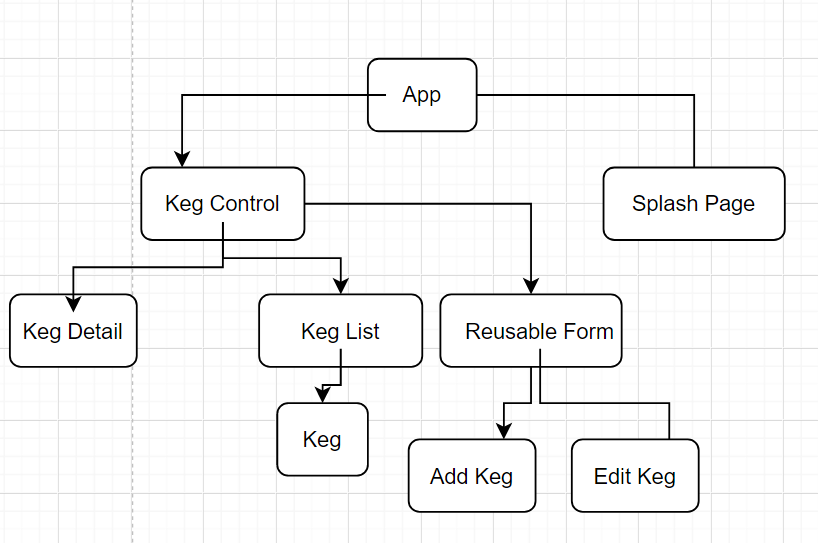 App
Keg Control
Splash Page
Keg Detail
Keg List
Reusable Form
Keg
Add Keg
Edit Keg